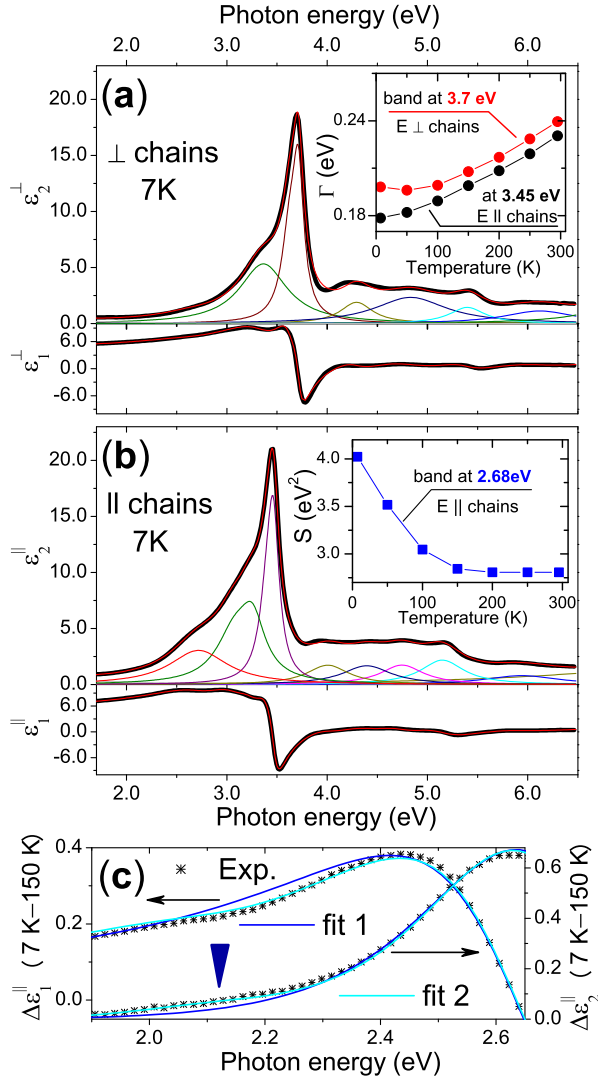 Photon energy (eV)
2.0 3.0 4.0 5.0 6.0
(a)
⊥ chains
7K
20.0
15.0
10.0
5.0
0.0
ε₂⊥
band at 3.7 eV
E ⊥ chains
at 3.45 eV
E || chains
0.24
0.18
Γ (eV)
0 100 200 300
Temperature (K)
6.0
0.0
-6.0
ε₁⊥
(b)
|| chains
7K
20.0
15.0
10.0
5.0
0.0
ε₂||
band at 2.68eV
E || chains
4.0
3.5
3.0
S (eV²)
0 100 200 300
Temperature (K)
6.0
0.0
-6.0
ε₁||
2.0 3.0 4.0 5.0 6.0
Photon energy (eV)
(c)
Exp.
fit 1
fit 2
0.4
0.2
0.0
Δε₁|| ( 7 K–150 K)
0.6
0.4
0.2
0.0
Δε₂|| ( 7 K–150 K)
2.0 2.2 2.4 2.6
Photon energy (eV)